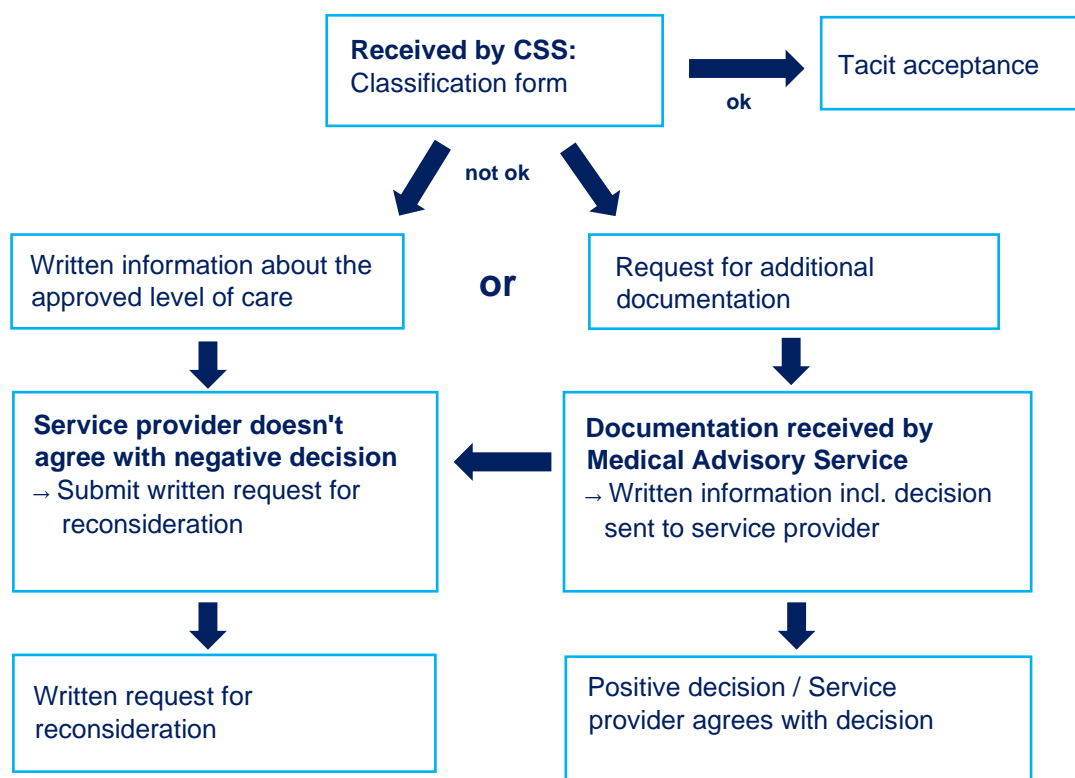 Received by CSS:
Classification form
Tacit acceptance
ok
not ok
Written information about the
approved level of care
or
Request for additional
documentation
Service provider doesn't
agree with negative decision
→ Submit written request for
reconsideration
Documentation received by
Medical Advisory Service
→ Written information incl. decision
sent to service provider
Written request for
reconsideration
Positive decision / Service
provider agrees with decision